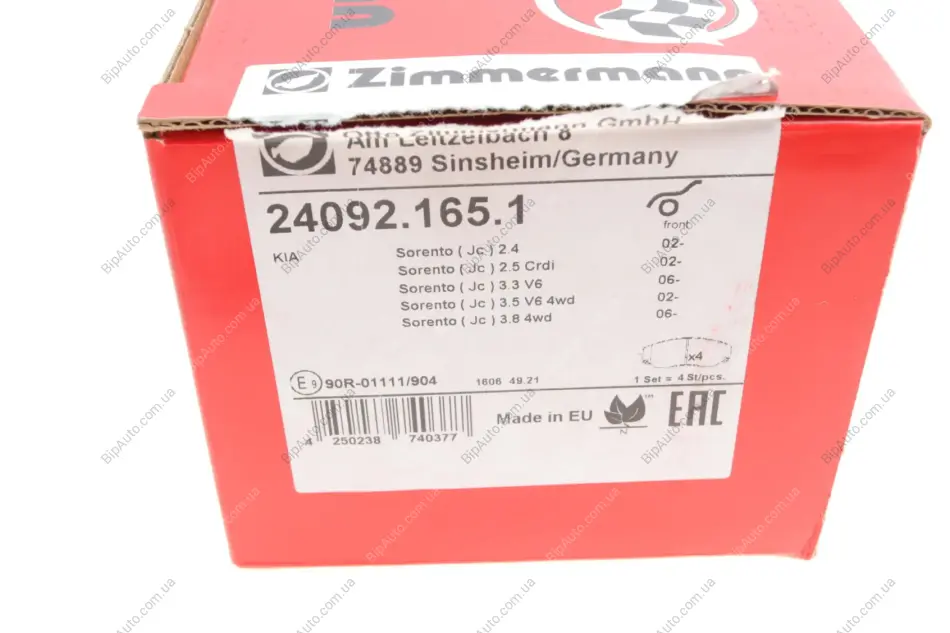 Zimmermann
Otto Zimmermann GmbH
Am Leitzelbach 8
74889 Sinsheim/Germany
24092.165.1
front
KIA
Sorento ( Jc ) 2.4 02-
Sorento ( Jc ) 2.5 Crdi 02-
Sorento ( Jc ) 3.3 V6 06-
Sorento ( Jc ) 3.5 V6 4wd 02-
Sorento ( Jc ) 3.8 4wd 06-
x4
E9 90R-01111/904 1606 49.21 1 Set = 4 St/pcs.
Made in EU EAC
4 250238 740377
BipAuto.com.ua